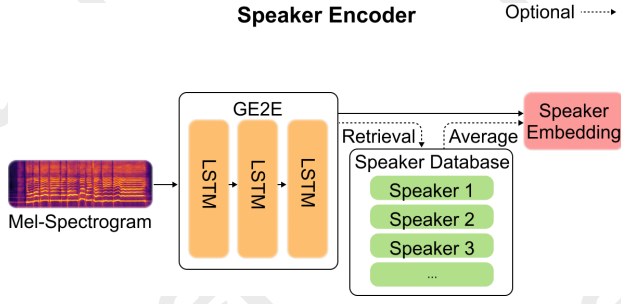 Speaker Encoder
Optional
GE2E
LSTM
LSTM
LSTM
Mel-Spectrogram
Retrieval
Average
Speaker Database
Speaker 1
Speaker 2
Speaker 3
...
Speaker
Embedding